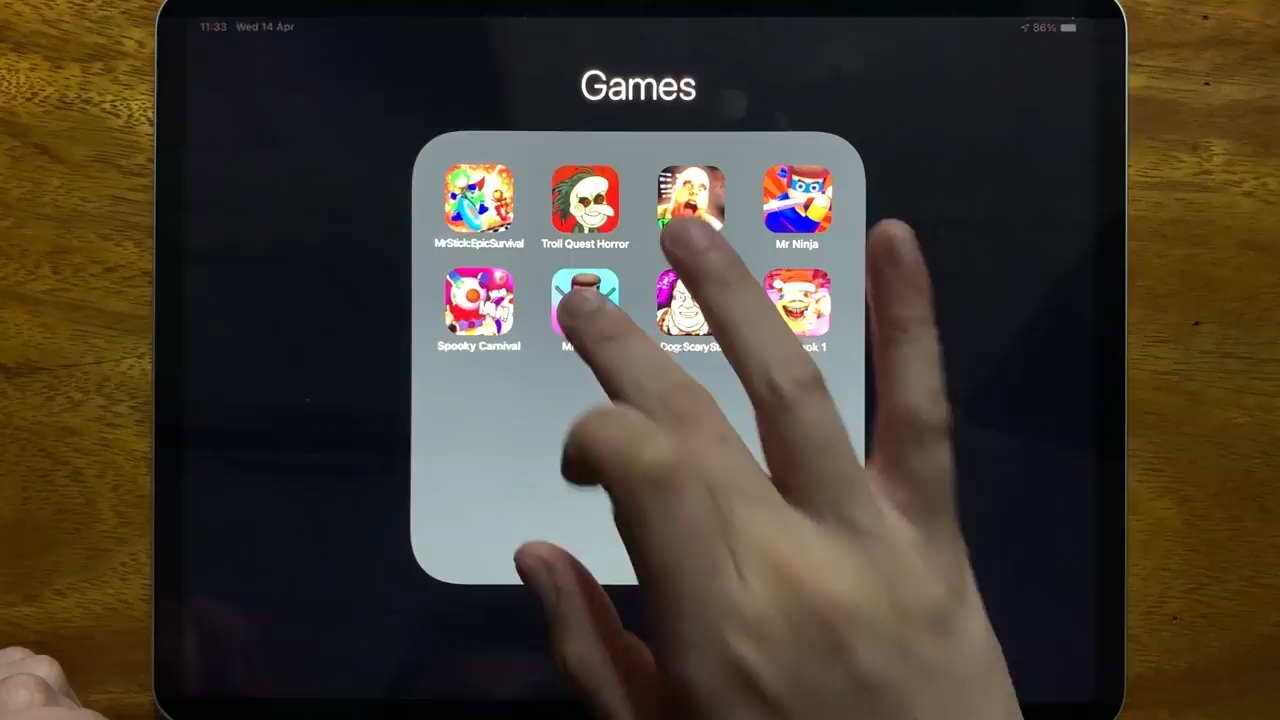 11:33 Wed 14 Apr
86%
Games
MrStick:EpicSurvival
Troll Quest Horror
Mr Ninja
Spooky Carnival
Dog:ScarySt
1